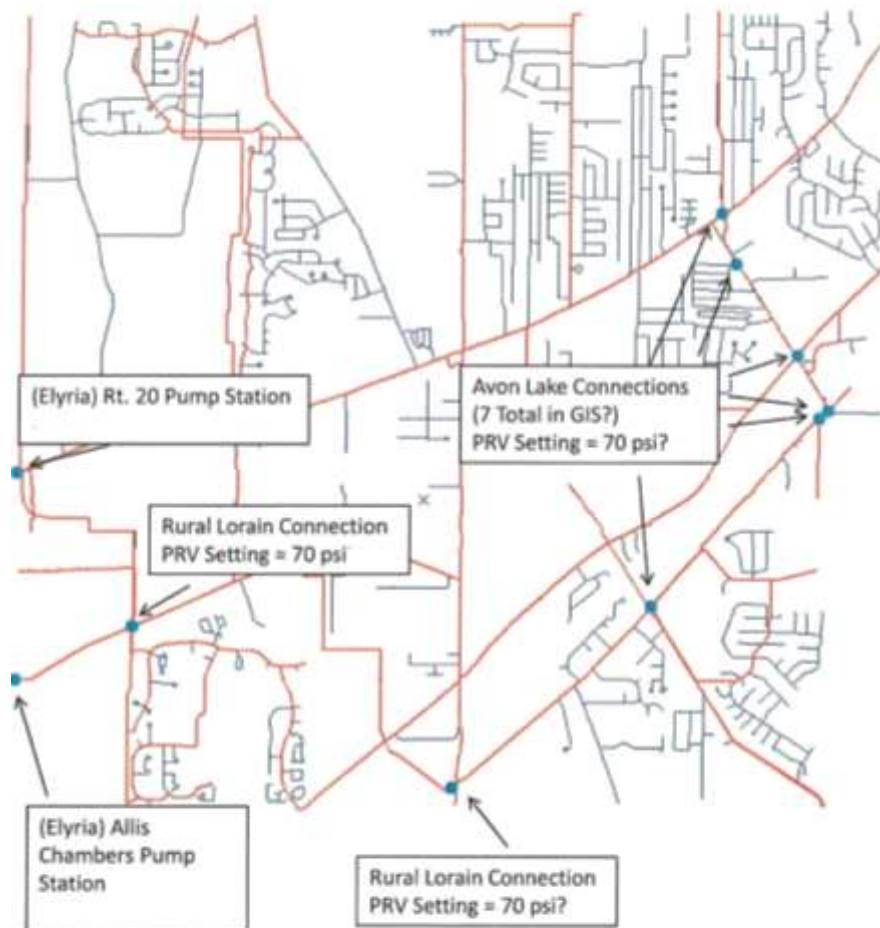 (Elyria) Rt. 20 Pump Station
Avon Lake Connections
(7 Total in GIS?)
PRV Setting = 70 psi?
Rural Lorain Connection
PRV Setting = 70 psi
(Elyria) Allis
Chambers Pump
Station
Rural Lorain Connection
PRV Setting = 70 psi?